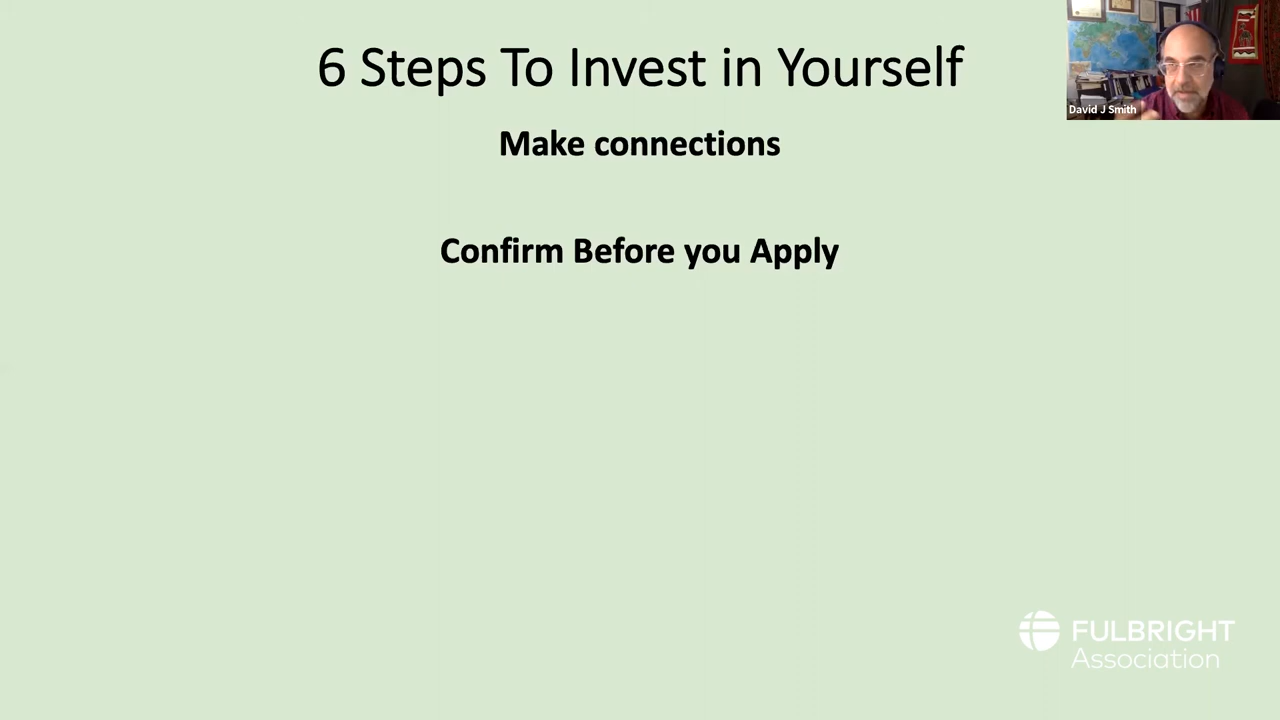 6 Steps To Invest in Yourself
David J Smith
Make connections
Confirm Before you Apply
FULBRIGHT
Association